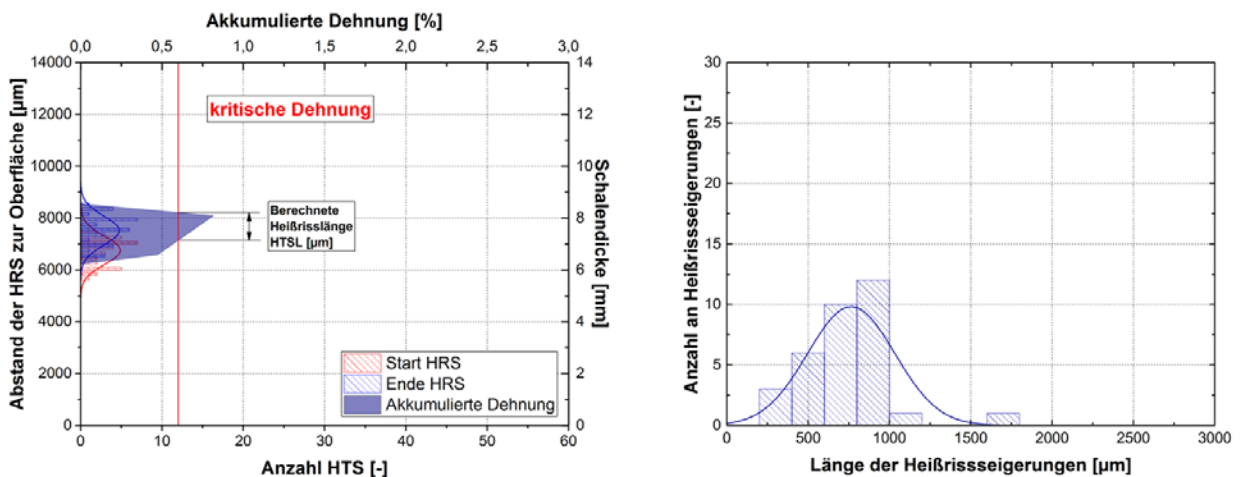 Akkumulierte Dehnung [%]
0,0 0,5 1,0 1,5 2,0 2,5 3,0
Abstand der HRS zur Oberfläche [µm]
14000
12000
10000
8000
6000
4000
2000
0
kritische Dehnung
Berechnete
Heißrisslänge
HTSL [µm]
Start HRS
Ende HRS
Akkumulierte Dehnung
14
12
10
8
6
4
2
0
Schalendicke [mm]
0 10 20 30 40 50 60
Anzahl HTS [-]
Anzahl an Heißrissseigerungen [-]
30
25
20
15
10
5
0
0 500 1000 1500 2000 2500 3000
Länge der Heißrissseigerungen [µm]